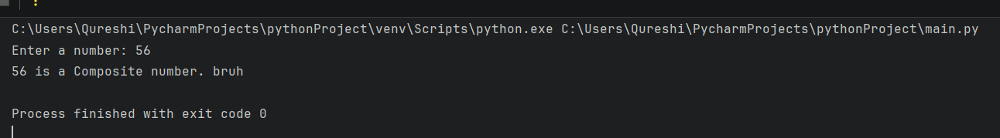 C:\Users\Qureshi\PycharmProjects\pythonProject\venv\Scripts\python.exe C:\Users\Qureshi\PycharmProjects\pythonProject\main.py
Enter a number: 56
56 is a Composite number. bruh
Process finished with exit code 0